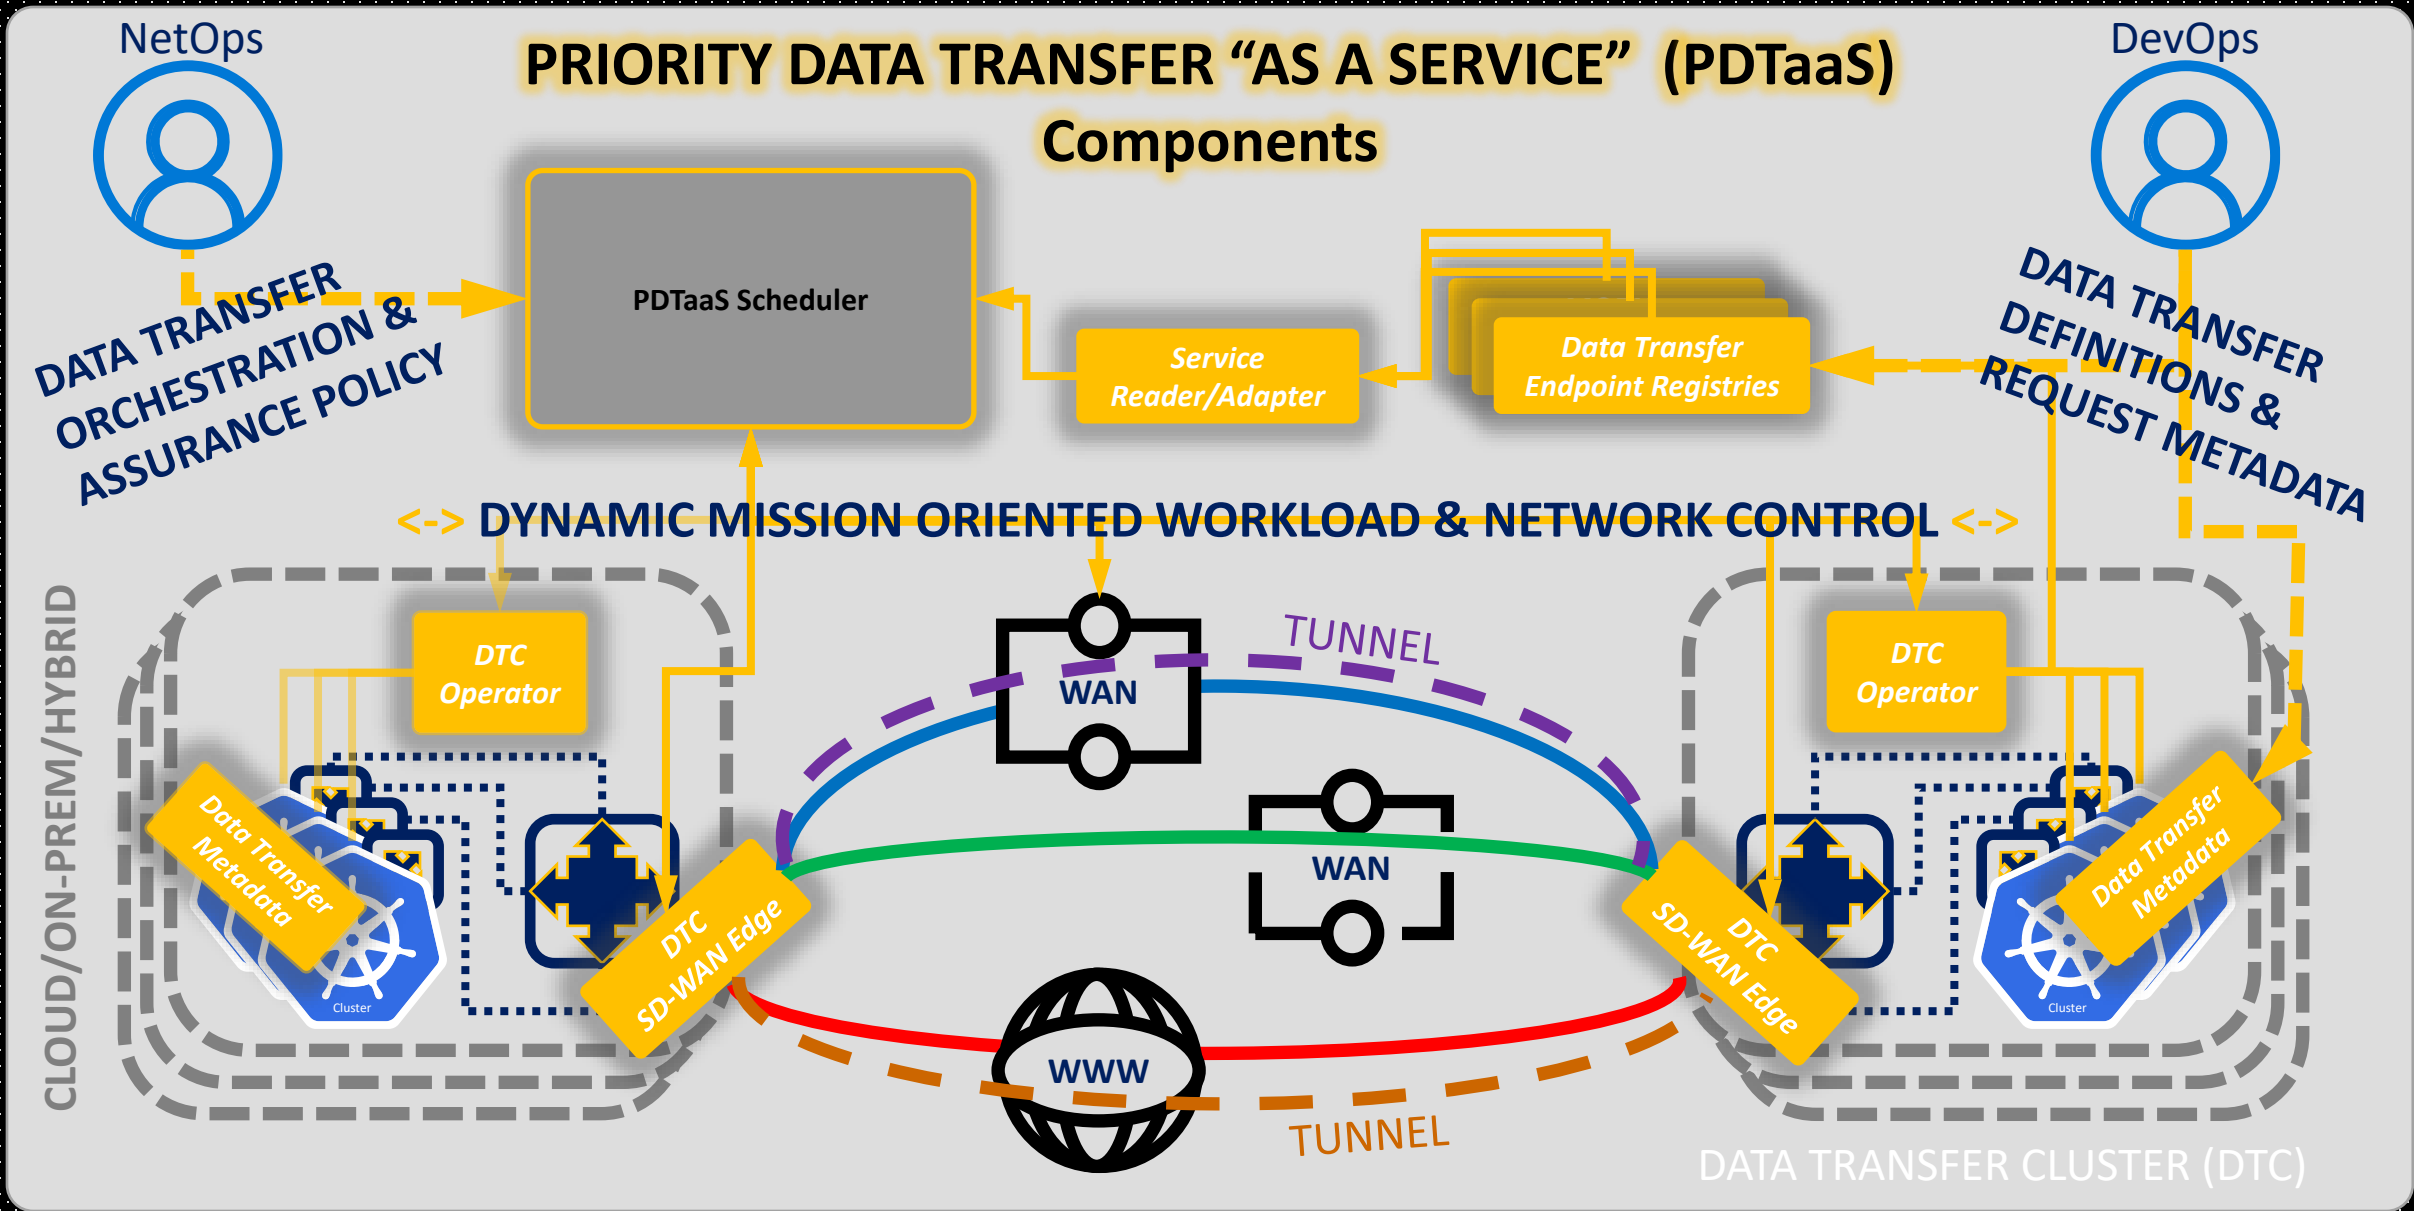 NetOps
PRIORITY DATA TRANSFER “AS A SERVICE” (PDTaaS)
Components
DevOps
PDTaaS Scheduler
Service
Reader/Adapter
Data Transfer
Endpoint Registries
DATA TRANSFER
ORCHESTRATION &
ASSURANCE POLICY
DATA TRANSFER
DEFINITIONS &
REQUEST METADATA
<-> DYNAMIC MISSION ORIENTED WORKLOAD & NETWORK CONTROL <->
CLOUD/ON-PREM/HYBRID
DTC
Operator
Data Transfer
Metadata
Cluster
DTC
SD-WAN Edge
TUNNEL
WAN
WAN
WWW
TUNNEL
DTC
Operator
DTC
SD-WAN Edge
Data Transfer
Metadata
Cluster
DATA TRANSFER CLUSTER (DTC)